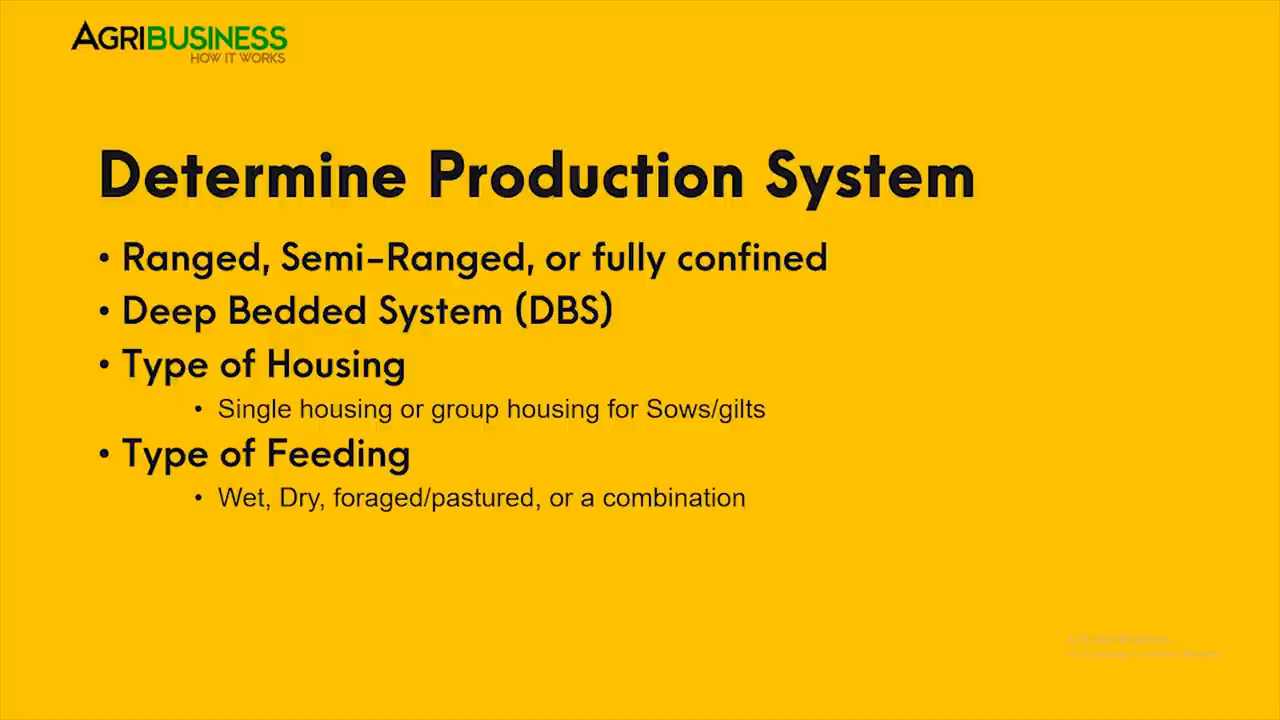 AGRIBUSINESS
HOW IT WORKS
Determine Production System
• Ranged, Semi-Ranged, or fully confined
• Deep Bedded System (DBS)
• Type of Housing
• Single housing or group housing for Sows/gilts
• Type of Feeding
• Wet, Dry, foraged/pastured, or a combination